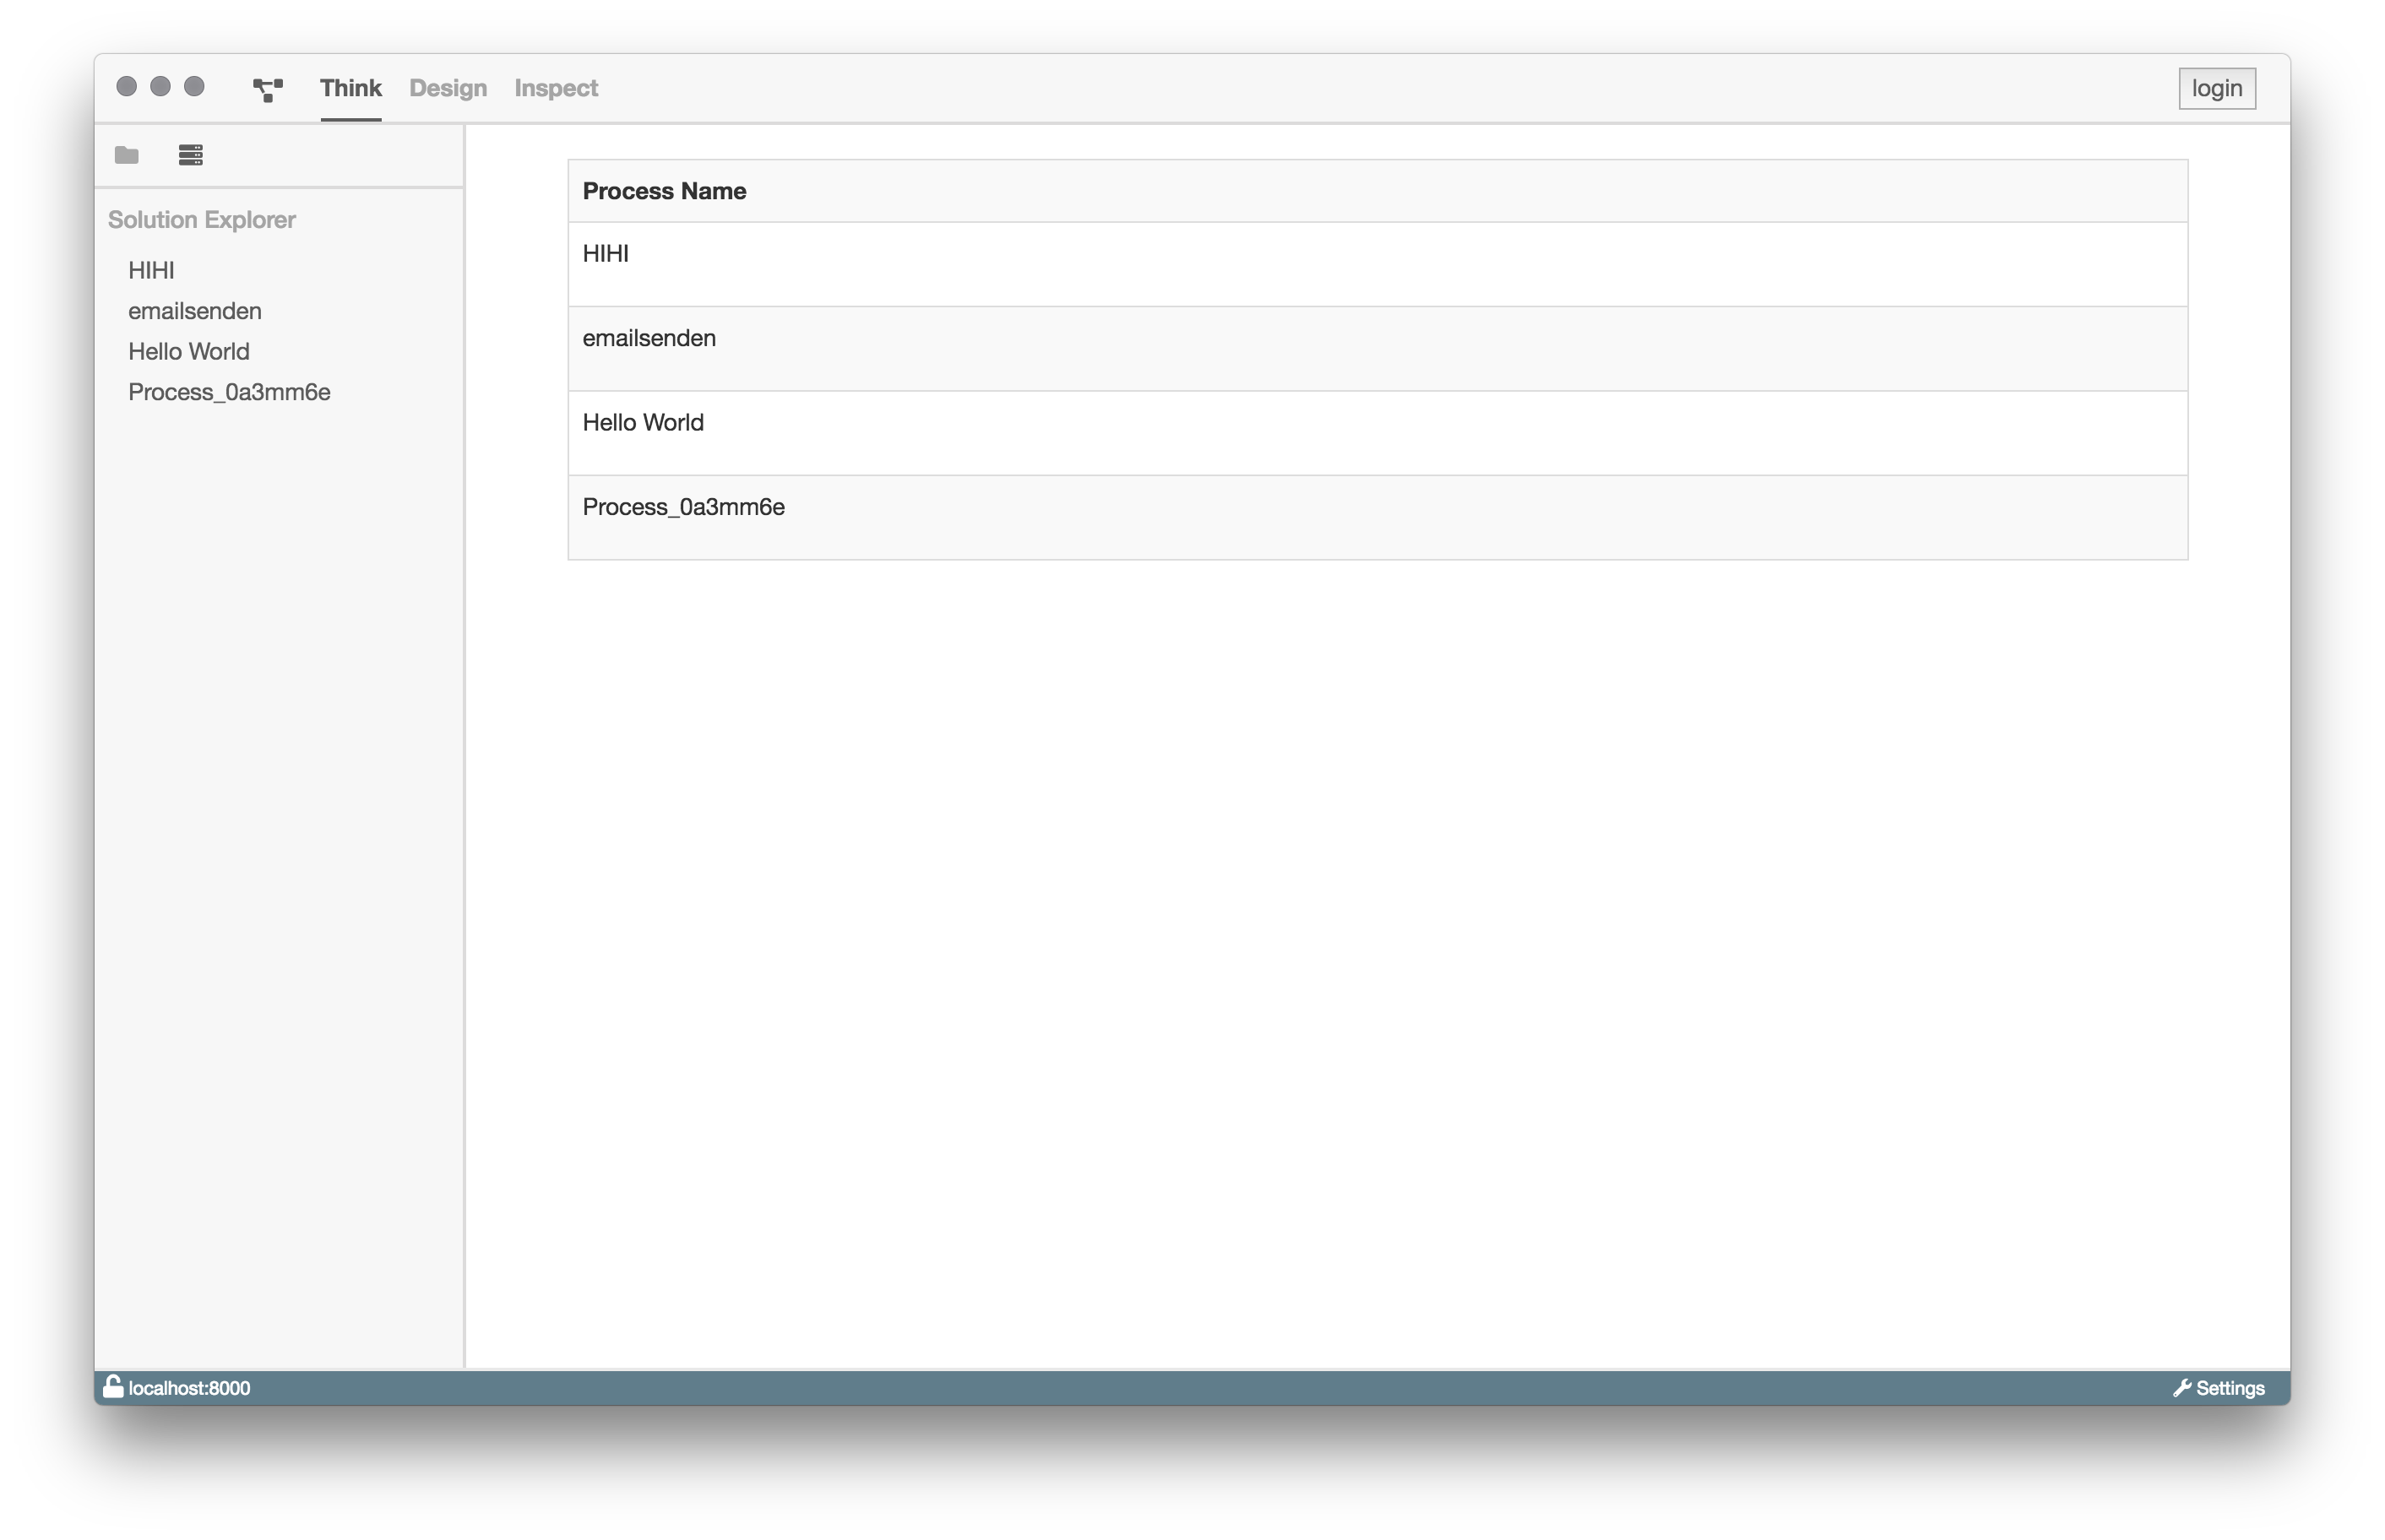 Think Design Inspect login
Solution Explorer
HIHI
emailsenden
Hello World
Process_0a3mm6e
Process Name
HIHI
emailsenden
Hello World
Process_0a3mm6e
localhost:8000 Settings